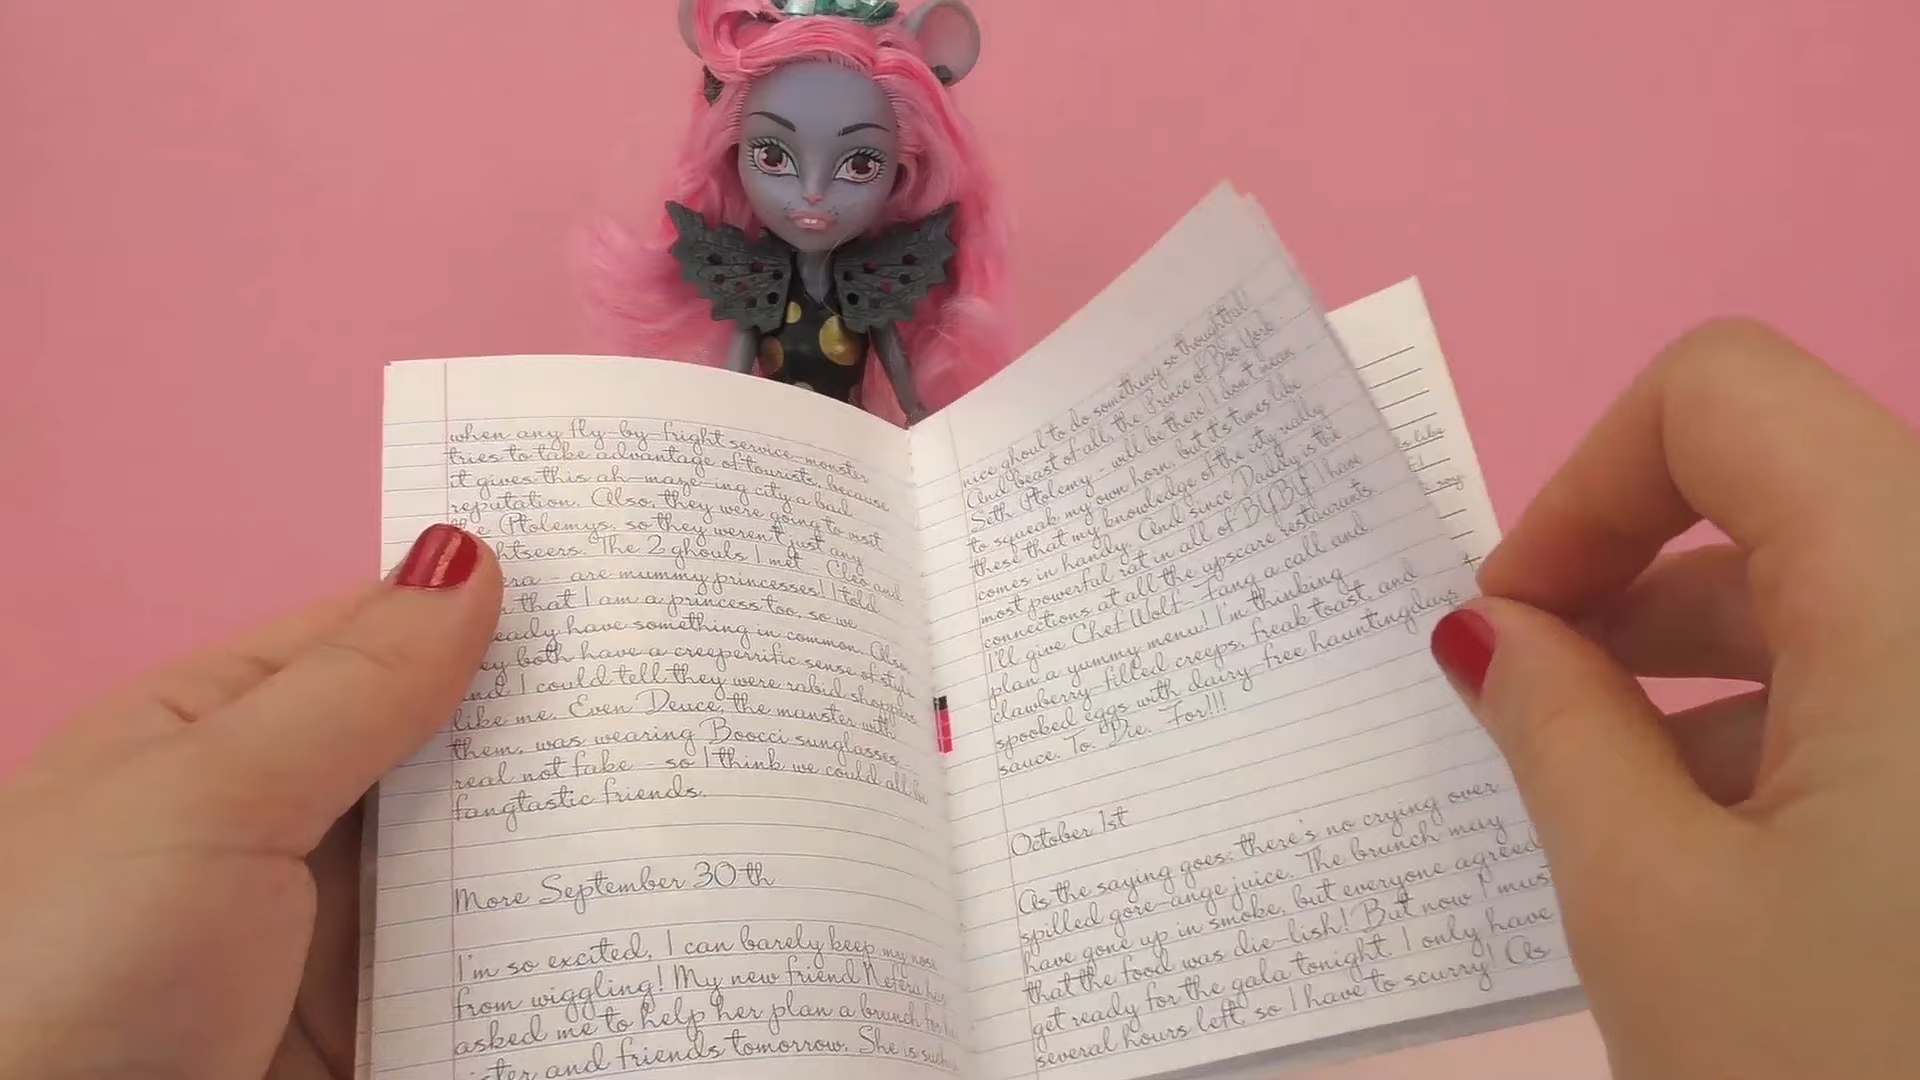 when any fly-by-fright service-monster
tries to take advantage of tourists, because
it gives this ah-maze-ing city a bad
reputation. Also, they were going to visit
the Ptolemys, so they weren't just any
htseers. The 2 ghouls I met - Cleo and
era - are mummy princesses! I told
that I am a princess too, so we
eady have something in common. Also
ey both have a creeperrific sense of style
and I could tell they were rabid shoppers
like me. Even Deuce, the manster with
them, was wearing Boocci sunglasses -
real not fake - so I think we could all be
fangtastic friends.
More September 30th
I'm so excited, I can barely keep my nose
from wiggling! My new friend Nefera has
asked me to help her plan a brunch for
ister and friends tomorrow. She is such
nice ghoul to do something so thoughtful!
And beast of all, the Prince of Boo York -
Seth Ptolemy - will be there! I don't mean
to squeak my own horn, but it's times like
these that my knowledge of the city really
comes in handy. And since Daddy is the
most powerful rat in all of BYBY I have
connections at all the upscare restaurants.
I'll give Chef Wolf-Fang a call and
plan a yummy menu! I'm thinking
clawberry-filled creeps, freak toast, and
spooked eggs with dairy-free hauntingdays
sauce. To. Die. For!!!
October 1st
As the saying goes: there's no crying over
spilled gore-ange juice. The brunch may
have gone up in smoke, but everyone agreed
that the food was die-lish! But now I must
get ready for the gala tonight. I only have
several hours left, so I have to scurry! As